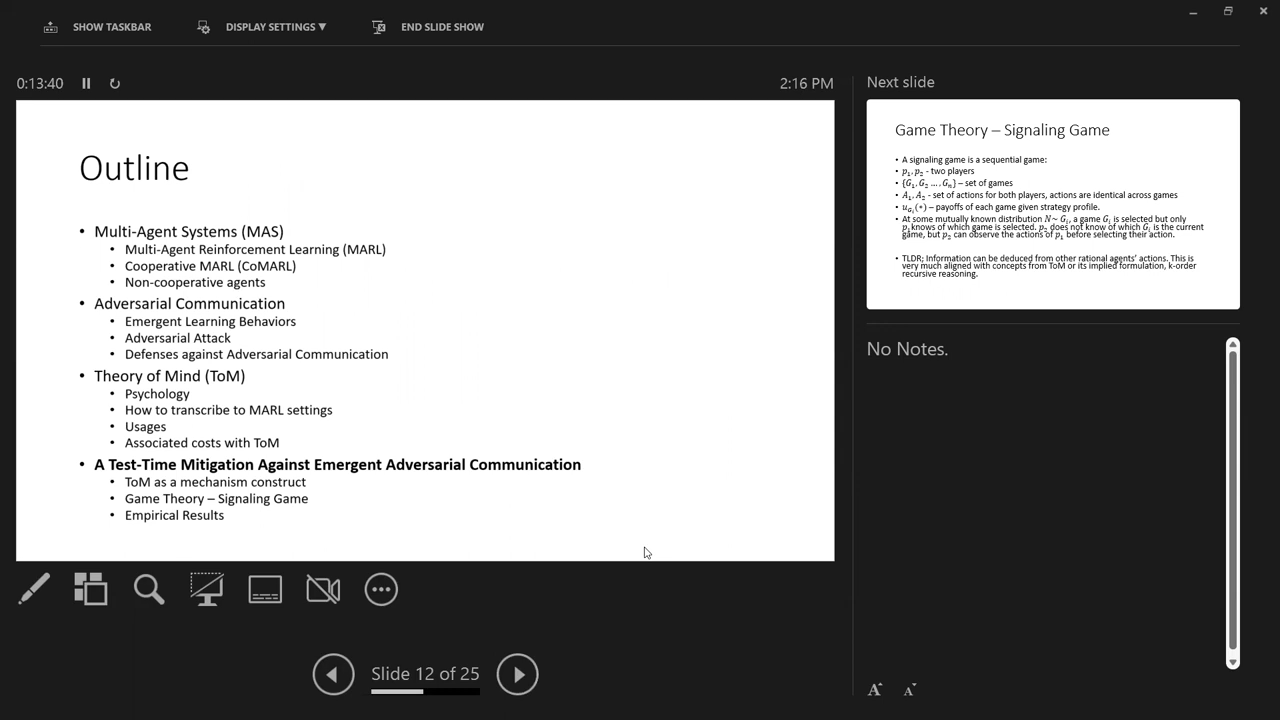 SHOW TASKBAR DISPLAY SETTINGS ▼ END SLIDE SHOW
0:13:40 2:16 PM
Outline
• Multi-Agent Systems (MAS)
• Multi-Agent Reinforcement Learning (MARL)
• Cooperative MARL (CoMARL)
• Non-cooperative agents
• Adversarial Communication
• Emergent Learning Behaviors
• Adversarial Attack
• Defenses against Adversarial Communication
• Theory of Mind (ToM)
• Psychology
• How to transcribe to MARL settings
• Usages
• Associated costs with ToM
• A Test-Time Mitigation Against Emergent Adversarial Communication
• ToM as a mechanism construct
• Game Theory – Signaling Game
• Empirical Results
Slide 12 of 25
Next slide
Game Theory – Signaling Game
• A signaling game is a sequential game:
• p₁, p₂ - two players
• {G₁, G₂ … , Gₙ} – set of games
• A₁, A₂ - set of actions for both players, actions are identical across games
• u_{Gᵢ}(∗) – payoffs of each game given strategy profile.
• At some mutually known distribution N~ Gᵢ, a game Gᵢ is selected but only
p₁knows of which game is selected. p₂ does not know of which Gᵢ is the current
game, but p₂ can observe the actions of p₁ before selecting their action.
• TLDR; Information can be deduced from other rational agents' actions. This is
very much aligned with concepts from ToM or its implied formulation, k-order
recursive reasoning.
No Notes.
A A